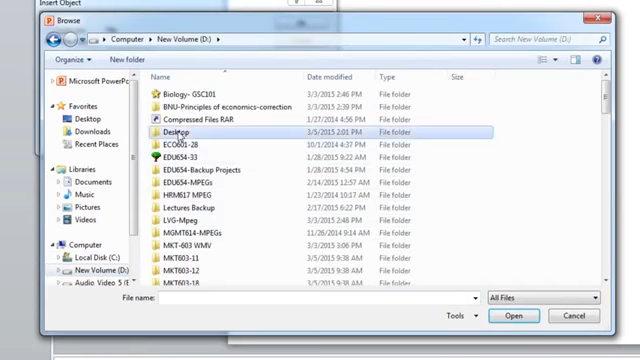 Insert Object
Browse
Computer New Volume (D:)
Search New Volume (D:)
Organize New folder
Name Date modified Type Size
Microsoft PowerPo
Favorites
Desktop
Downloads
Recent Places
Libraries
Documents
Music
Pictures
Videos
Computer
Local Disk (C:)
New Volume (D:)
Audio Video 5 (E
Biology- GSC101 3/3/2015 2:46 PM File folder
BNU-Principles of economics-correction 3/3/2015 2:39 PM File folder
Compressed Files RAR 1/27/2014 4:56 PM File folder
Desktop 3/5/2015 2:01 PM File folder
ECO601-28 10/1/2014 4:37 PM File folder
EDU654-33 1/28/2015 9:22 AM File folder
EDU654-Backup Projects 1/28/2015 9:22 AM File folder
EDU654-MPEGs 2/14/2015 12:57 AM File folder
HRM617 MPEG 1/28/2015 9:23 AM File folder
Lectures Backup 2/17/2015 6:22 PM File folder
LVG-Mpeg 3/3/2015 2:48 PM File folder
MGMT614-MPEGs 11/26/2014 12:53 PM File folder
MKT-603 WMV 3/3/2015 3:06 PM File folder
MKT603-11 3/5/2015 9:38 AM File folder
MKT603-12 3/5/2015 9:38 AM File folder
MKT603-18 3/5/2015 9:38 AM File folder
File name: All Files
Tools Open Cancel